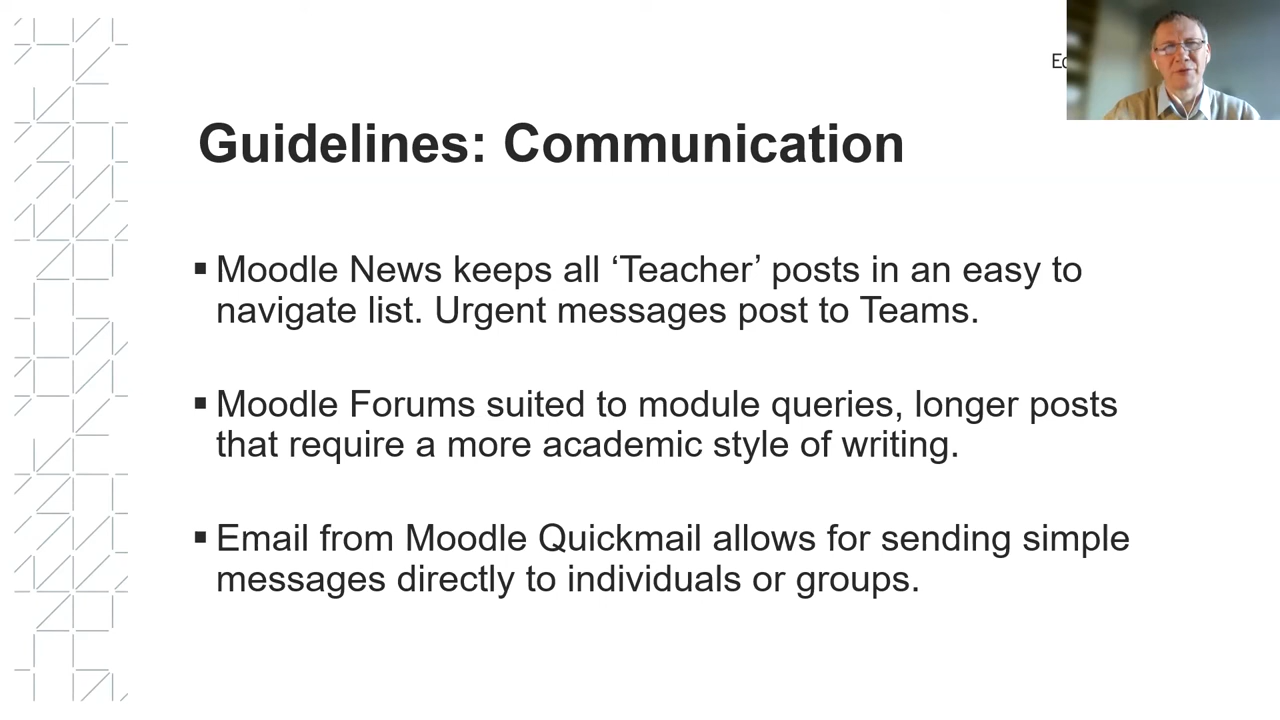 Guidelines: Communication
▪ Moodle News keeps all ‘Teacher’ posts in an easy to
navigate list. Urgent messages post to Teams.
▪ Moodle Forums suited to module queries, longer posts
that require a more academic style of writing.
▪ Email from Moodle Quickmail allows for sending simple
messages directly to individuals or groups.